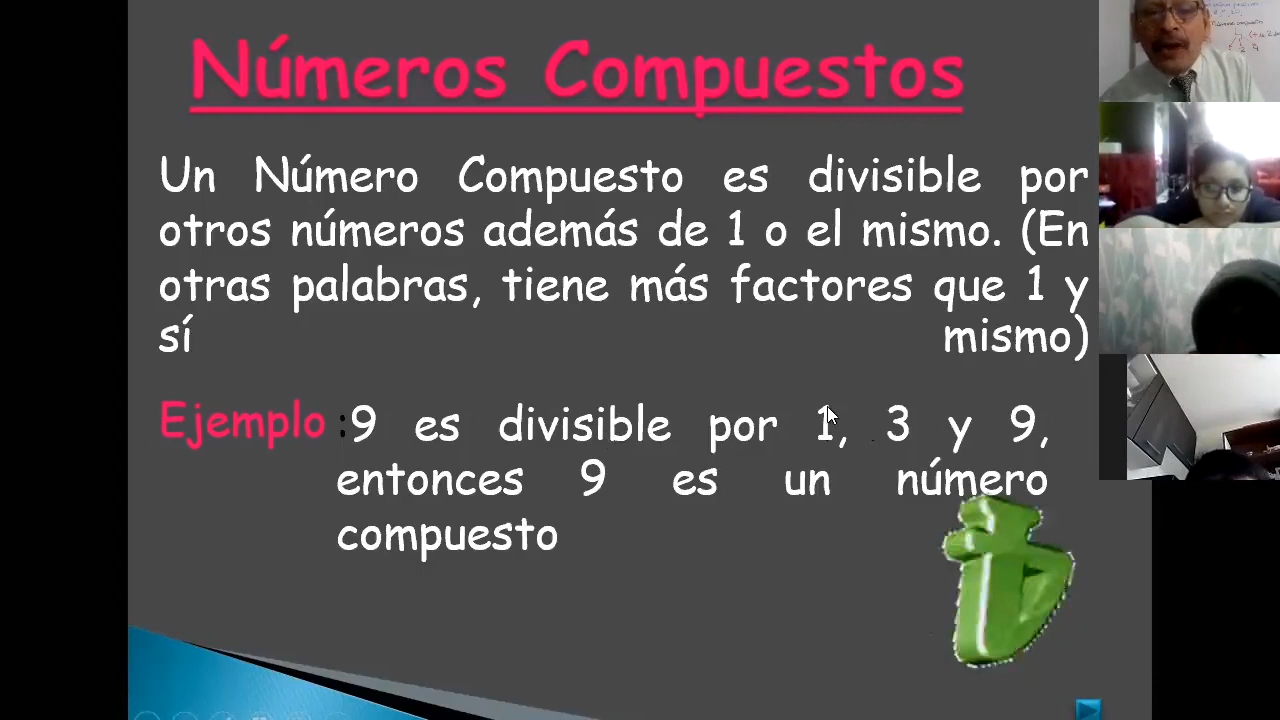 Números Compuestos
Un Número Compuesto es divisible por
otros números además de 1 o el mismo. (En
otras palabras, tiene más factores que 1 y
sí mismo)
Ejemplo :9 es divisible por 1, 3 y 9,
entonces 9 es un número
compuesto